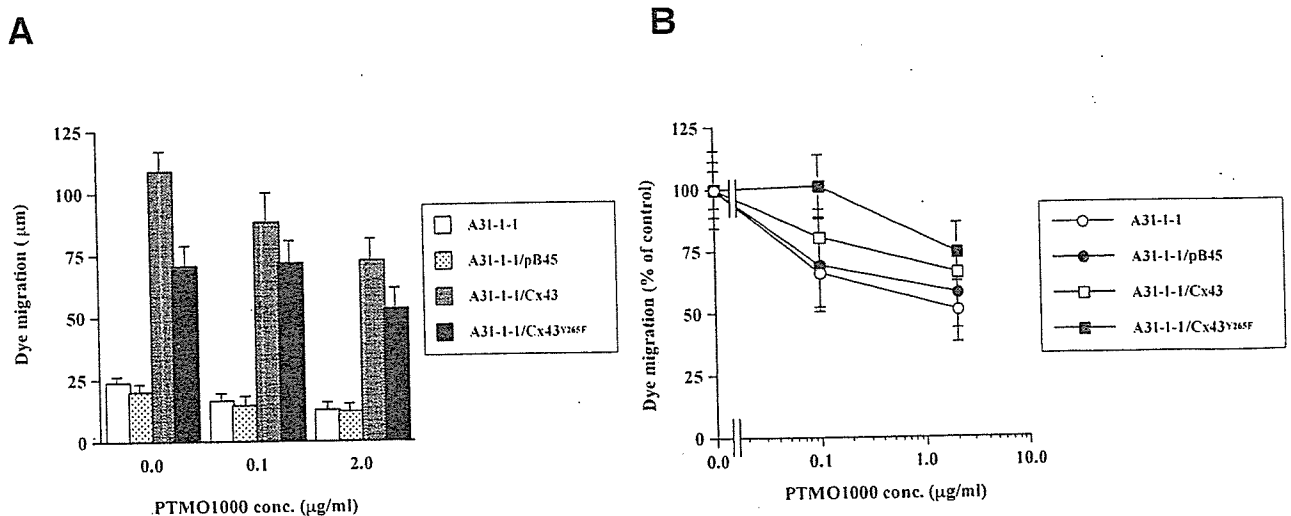 A
Dye migration (μm)
125
100
75
50
25
0
0.0 0.1 2.0
PTMO1000 conc. (μg/ml)
A31-1-1
A31-1-1/pB45
A31-1-1/Cx43
A31-1-1/Cx43Y265F
B
Dye migration (% of control)
125
100
75
50
25
0
0.0 0.1 1.0 10.0
PTMO1000 conc. (μg/ml)
A31-1-1
A31-1-1/pB45
A31-1-1/Cx43
A31-1-1/Cx43Y265F